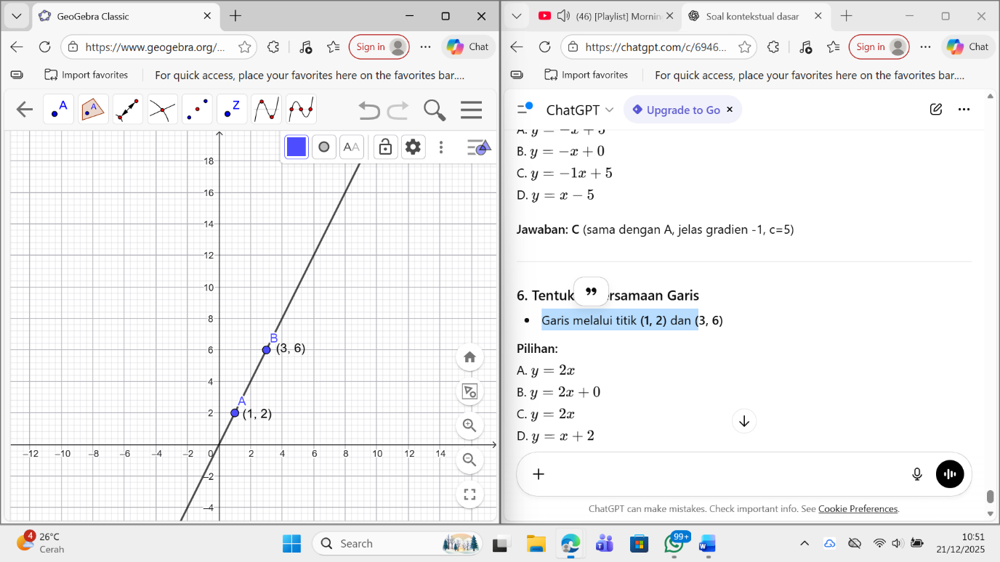 GeoGebra Classic
https://www.geogebra.org/...
Sign in
Chat
Import favorites
For quick access, place your favorites here on the favorites bar....
A
A
Z
AA
18
16
14
12
10
8
6
4
2
−2
−4
−12 −10 −8 −6 −4 −2 0 2 4 6 8 10 12 14
B
(3, 6)
A
(1, 2)
(46) [Playlist] Mornin
Soal kontekstual dasar
https://chatgpt.com/c/6946...
Sign in
Chat
Import favorites
For quick access, place your favorites here on the favorites bar....
ChatGPT
Upgrade to Go
A. y = −x + 5
B. y = −x + 0
C. y = −1x + 5
D. y = x − 5
Jawaban: C (sama dengan A, jelas gradien -1, c=5)
6. Tentuk ersamaan Garis
Garis melalui titik (1, 2) dan (3, 6)
Pilihan:
A. y = 2x
B. y = 2x + 0
C. y = 2x
D. y = x + 2
ChatGPT can make mistakes. Check important info. See Cookie Preferences.
4
26°C
Cerah
Search
99+
10:51
21/12/2025